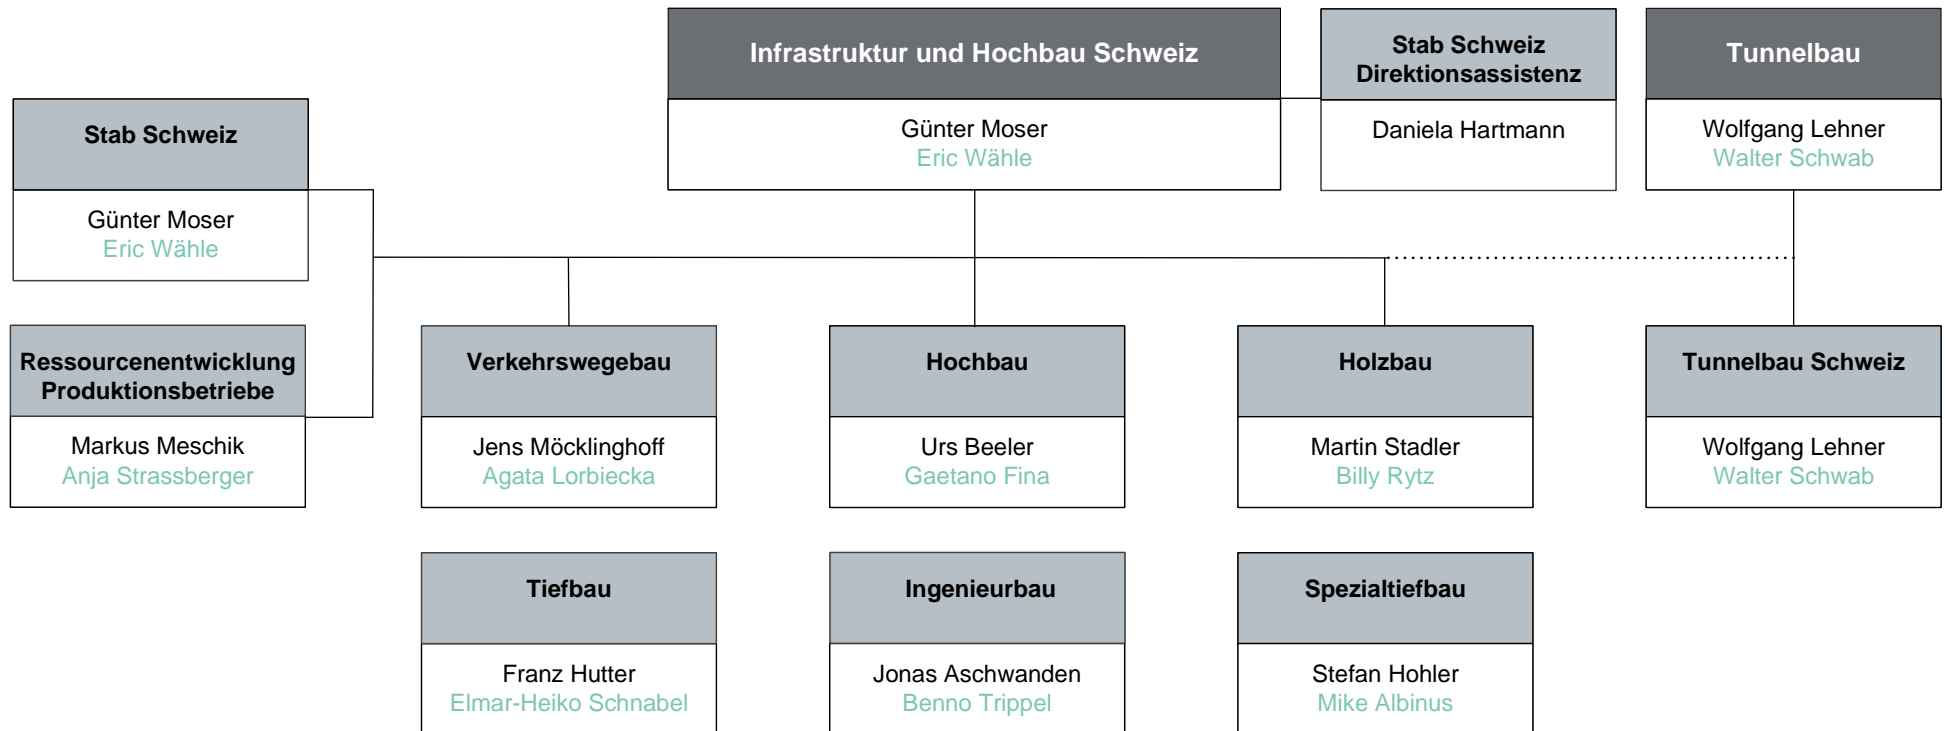 Infrastruktur und Hochbau Schweiz
Günter Moser
Eric Wähle
Stab Schweiz
Direktionsassistenz
Daniela Hartmann
Tunnelbau
Wolfgang Lehner
Walter Schwab
Stab Schweiz
Günter Moser
Eric Wähle
Ressourcenentwicklung
Produktionsbetriebe
Markus Meschik
Anja Strassberger
Verkehrswegebau
Jens Möcklinghoff
Agata Lorbiecka
Hochbau
Urs Beeler
Gaetano Fina
Holzbau
Martin Stadler
Billy Rytz
Tunnelbau Schweiz
Wolfgang Lehner
Walter Schwab
Tiefbau
Franz Hutter
Elmar-Heiko Schnabel
Ingenieurbau
Jonas Aschwanden
Benno Trippel
Spezialtiefbau
Stefan Hohler
Mike Albinus